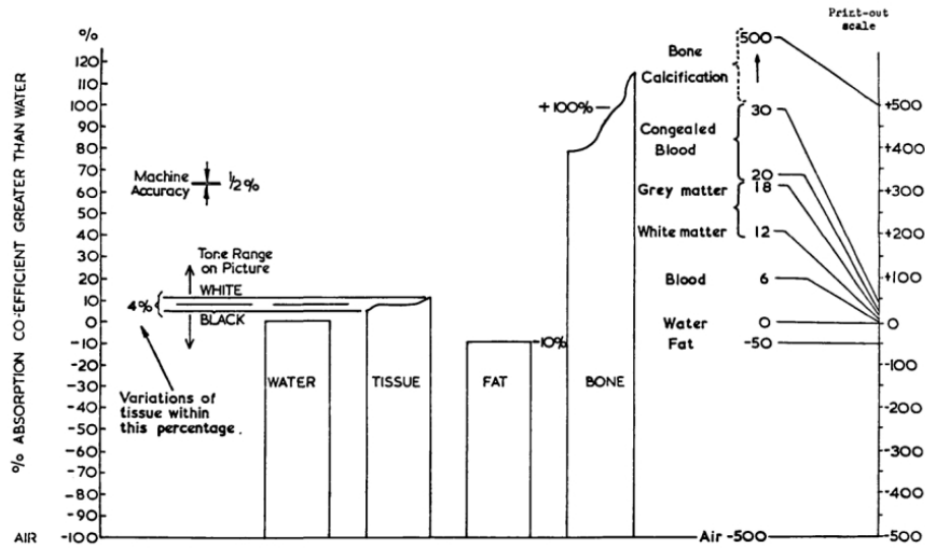 % ABSORPTION CO-EFFICIENT GREATER THAN WATER
%
120
110
100
90
80
70
60
50
40
30
20
10
0
-10
-20
-30
-40
-50
-60
-70
-80
-90
-100
AIR
Machine
Accuracy
½%
Tone Range
on Picture
WHITE
4%
BLACK
Variations of
tissue within
this percentage.
WATER
TISSUE
FAT
-10%
BONE
+100%
Bone
Calcification
500
Congealed
Blood
30
20
Grey matter
18
White matter
12
Blood
6
Water
0
Fat
-50
Air -500
Print-out
scale
+500
+400
+300
+200
+100
0
-100
-200
-300
-400
-500